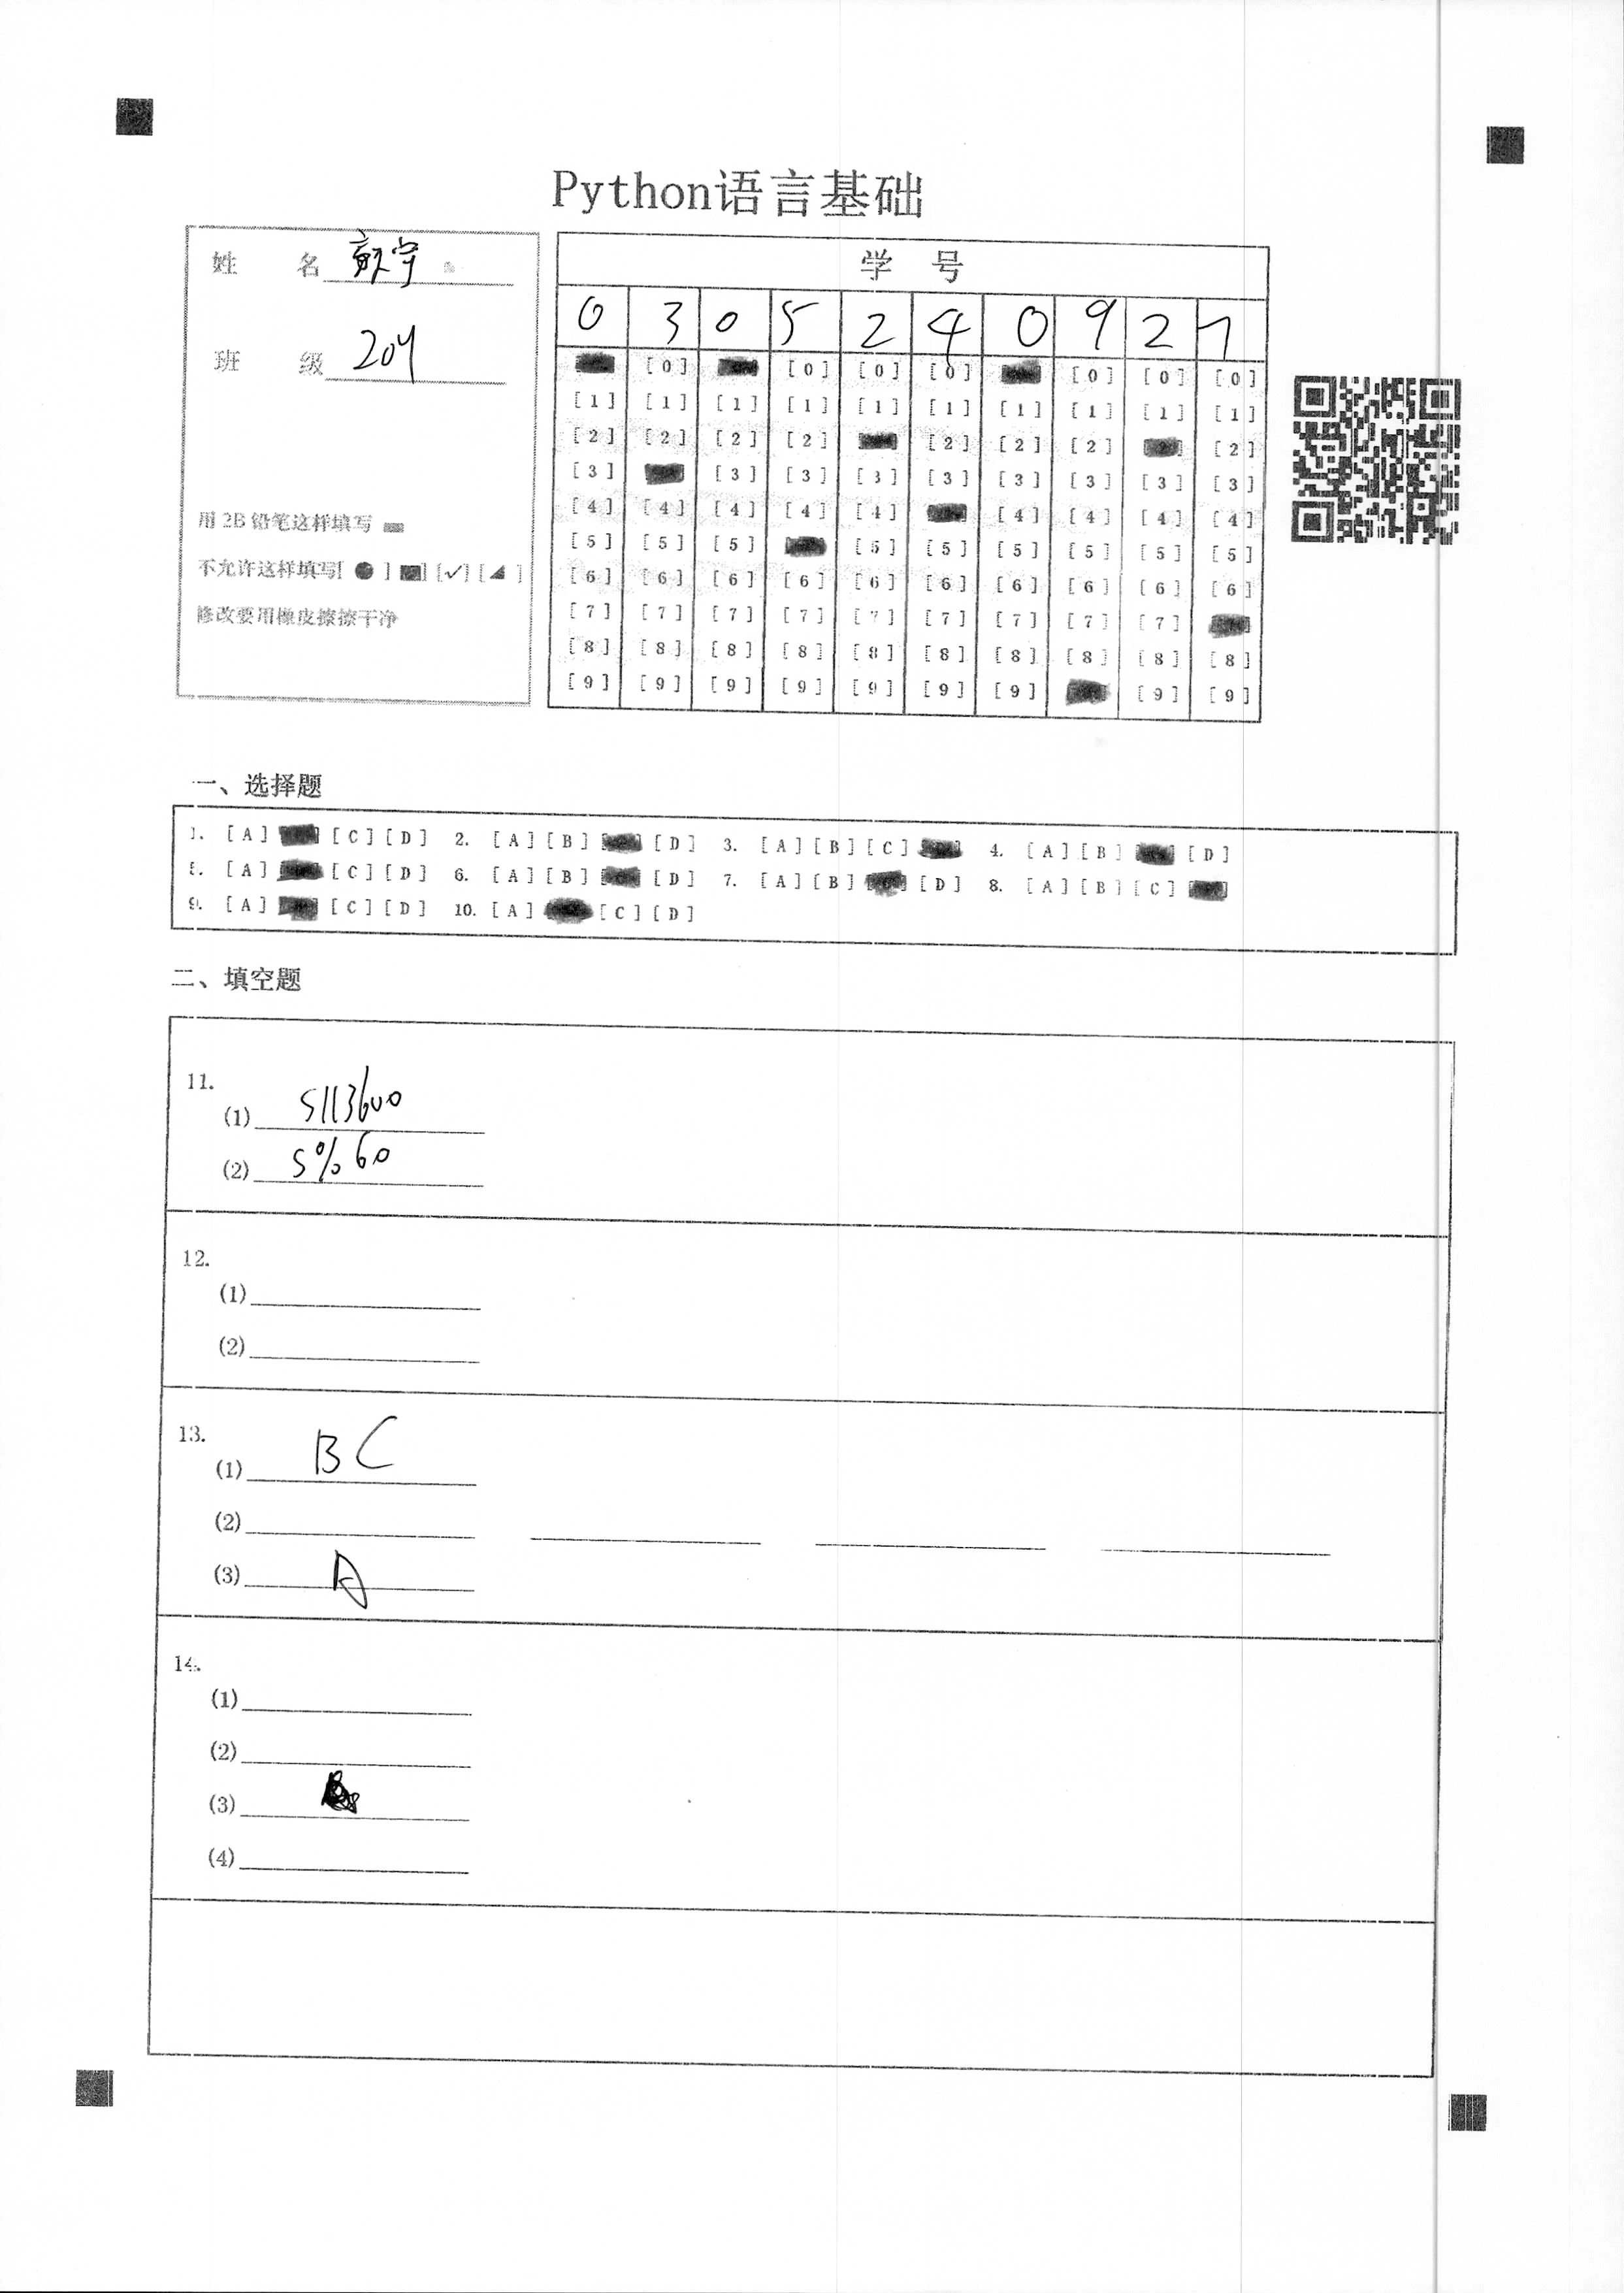 Python语言基础
姓 名
班 级 204
用 2B 铅笔这样填写
不允许这样填写[ ● ] [■] [✓] [◢ ]
修改要用橡皮擦擦干净
学 号
0 3 0 5 2 4 0 9 2 7
[0] [0] [0] [0] [0] [0] [0]
[1] [1] [1] [1] [1] [1] [1] [1] [1] [1]
[2] [2] [2] [2] [2] [2] [2] [2]
[3] [3] [3] [3] [3] [3] [3] [3] [3]
[4] [4] [4] [4] [4] [4] [4] [4] [4]
[5] [5] [5] [5] [5] [5] [5] [5] [5]
[6] [6] [6] [6] [6] [6] [6] [6] [6] [6]
[7] [7] [7] [7] [7] [7] [7] [7] [7]
[8] [8] [8] [8] [8] [8] [8] [8] [8] [8]
[9] [9] [9] [9] [9] [9] [9] [9] [9]
一、选择题
1. [A] [C] [D] 2. [A] [B] [D] 3. [A] [B] [C] 4. [A] [B] [D]
5. [A] [C] [D] 6. [A] [B] [D] 7. [A] [B] [D] 8. [A] [B] [C]
9. [A] [C] [D] 10. [A] [C] [D]
二、填空题
11.
(1) s//3600
(2) s%60
12.
(1)
(2)
13.
(1) BC
(2)
(3) A
14.
(1)
(2)
(3)
(4)